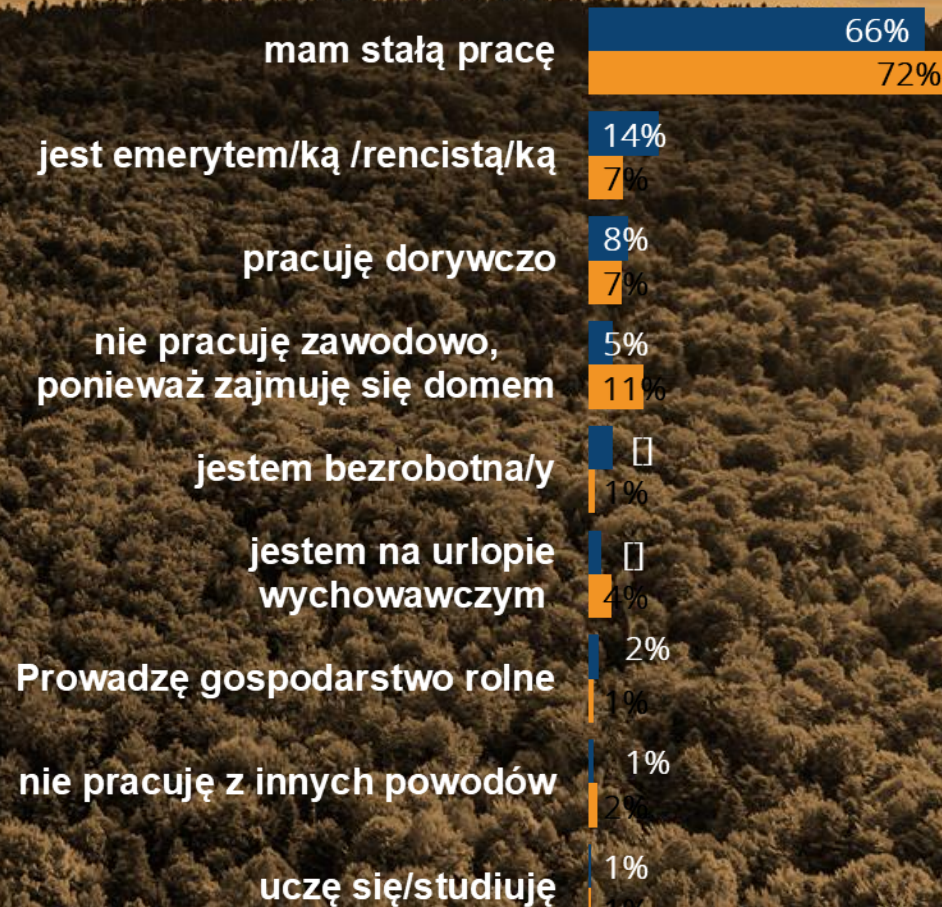 mam stałą pracę
66%
72%
jest emerytem/ką /rencistą/ką
14%
7%
pracuję dorywczo
8%
7%
nie pracuję zawodowo,
ponieważ zajmuję się domem
5%
11%
jestem bezrobotna/y
[]
1%
jestem na urlopie
wychowawczym
[]
4%
Prowadzę gospodarstwo rolne
2%
1%
nie pracuję z innych powodów
1%
2%
uczę się/studiuję
1%